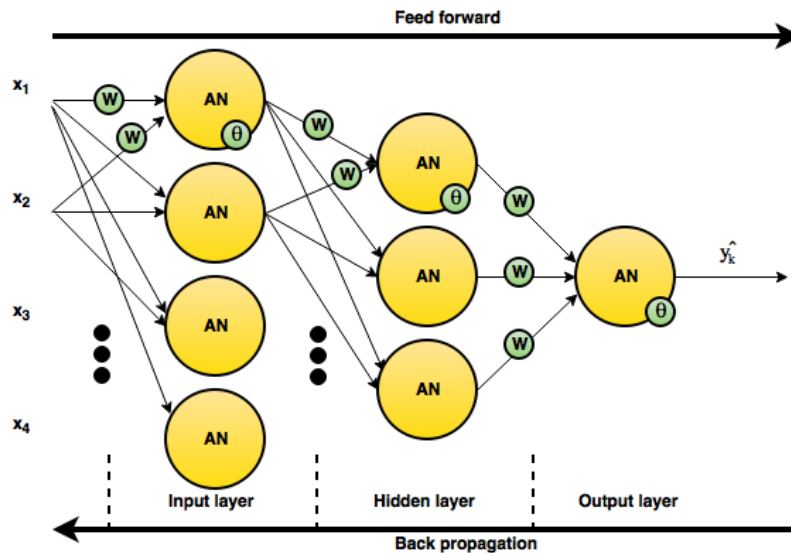 Feed forward
x1
W
AN
θ
W
W
AN
W
θ
x2
AN
W
AN
W
AN
ŷk
θ
W
x3
AN
AN
x4
AN
Input layer
Hidden layer
Output layer
Back propagation